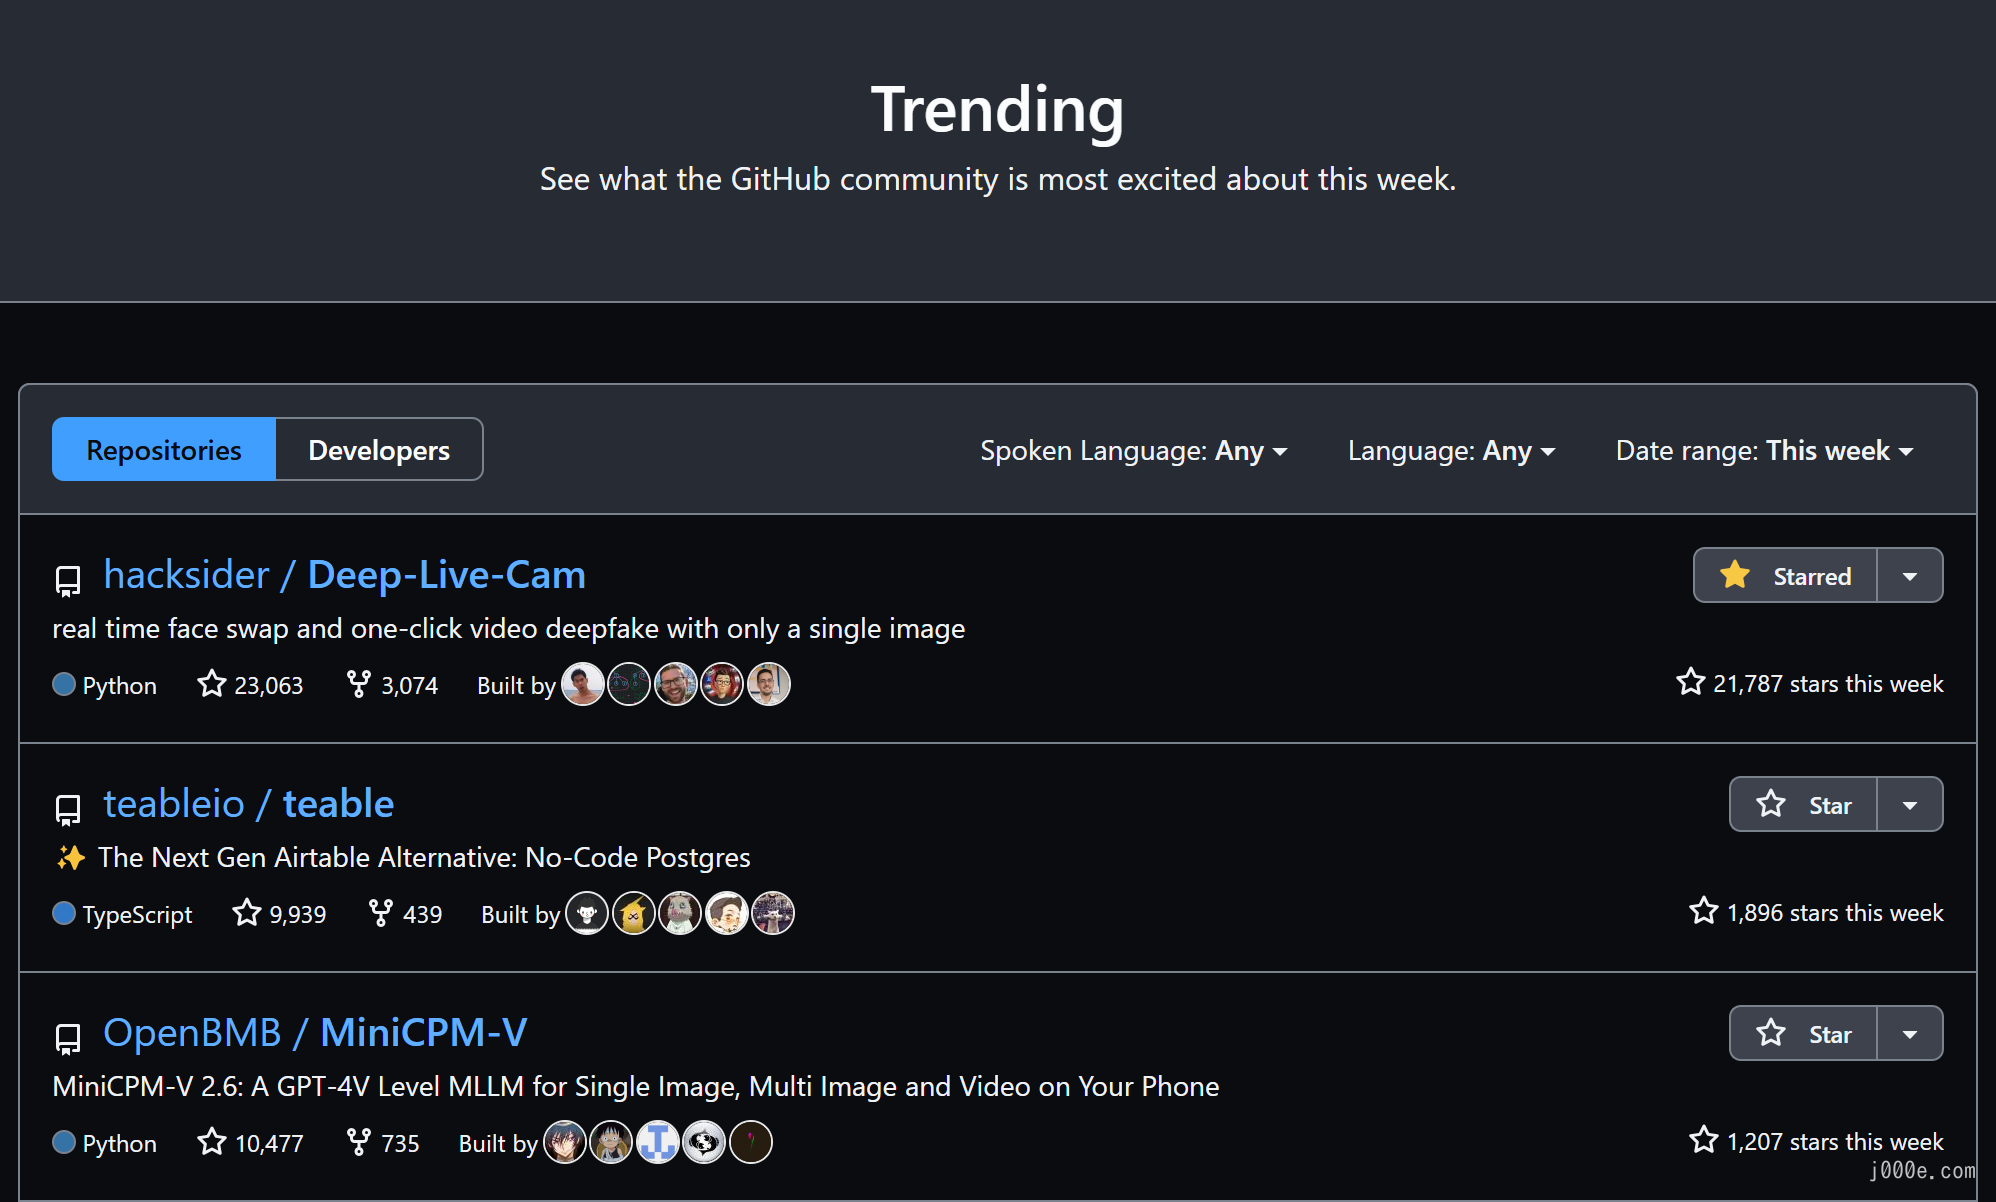 Trending
See what the GitHub community is most excited about this week.
Repositories Developers Spoken Language: Any Language: Any Date range: This week
hacksider / Deep-Live-Cam Starred
real time face swap and one-click video deepfake with only a single image
Python 23,063 3,074 Built by 21,787 stars this week
teableio / teable Star
✨ The Next Gen Airtable Alternative: No-Code Postgres
TypeScript 9,939 439 Built by 1,896 stars this week
OpenBMB / MiniCPM-V Star
MiniCPM-V 2.6: A GPT-4V Level MLLM for Single Image, Multi Image and Video on Your Phone
Python 10,477 735 Built by 1,207 stars this week
j000e.com